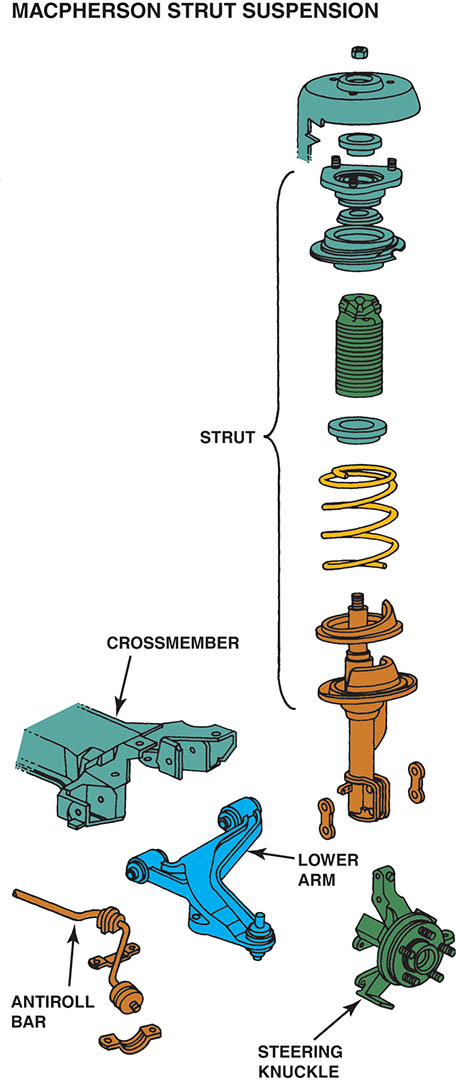 MACPHERSON STRUT SUSPENSION
STRUT
CROSSMEMBER
LOWER
ARM
ANTIROLL
BAR
STEERING
KNUCKLE